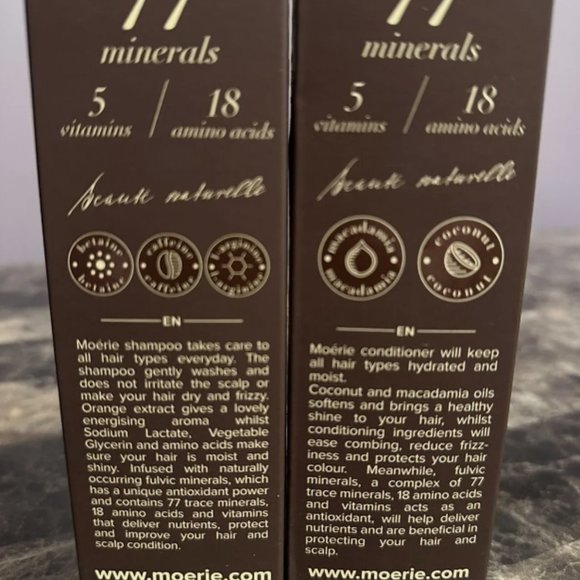 77
minerals
5 / 18
vitamins amino acids
beauté naturelle
betaine
betaine
caffeine
caffeine
l'arginine
l'arginine
EN
Moérie shampoo takes care to
all hair types everyday. The
shampoo gently washes and
does not irritate the scalp or
make your hair dry and frizzy.
Orange extract gives a lovely
energising aroma whilst
Sodium Lactate, Vegetable
Glycerin and amino acids make
sure your hair is moist and
shiny. Infused with naturally
occurring fulvic minerals, which
has a unique antioxidant power
and contains 77 trace minerals,
18 amino acids and vitamins
that deliver nutrients, protect
and improve your hair and
scalp condition.
www.moerie.com
77
minerals
5 / 18
vitamins amino acids
beauté naturelle
macadamia
macadamia
coconut
coconut
EN
Moérie conditioner will keep
all hair types hydrated and
moist.
Coconut and macadamia oils
softens and brings a healthy
shine to your hair, whilst
conditioning ingredients will
ease combing, reduce frizz-
iness and protects your hair
colour. Meanwhile, fulvic
minerals, a complex of 77
trace minerals, 18 amino acids
and vitamins acts as an
antioxidant, will help deliver
nutrients and are beneficial in
protecting your hair and
scalp.
www.moerie.com